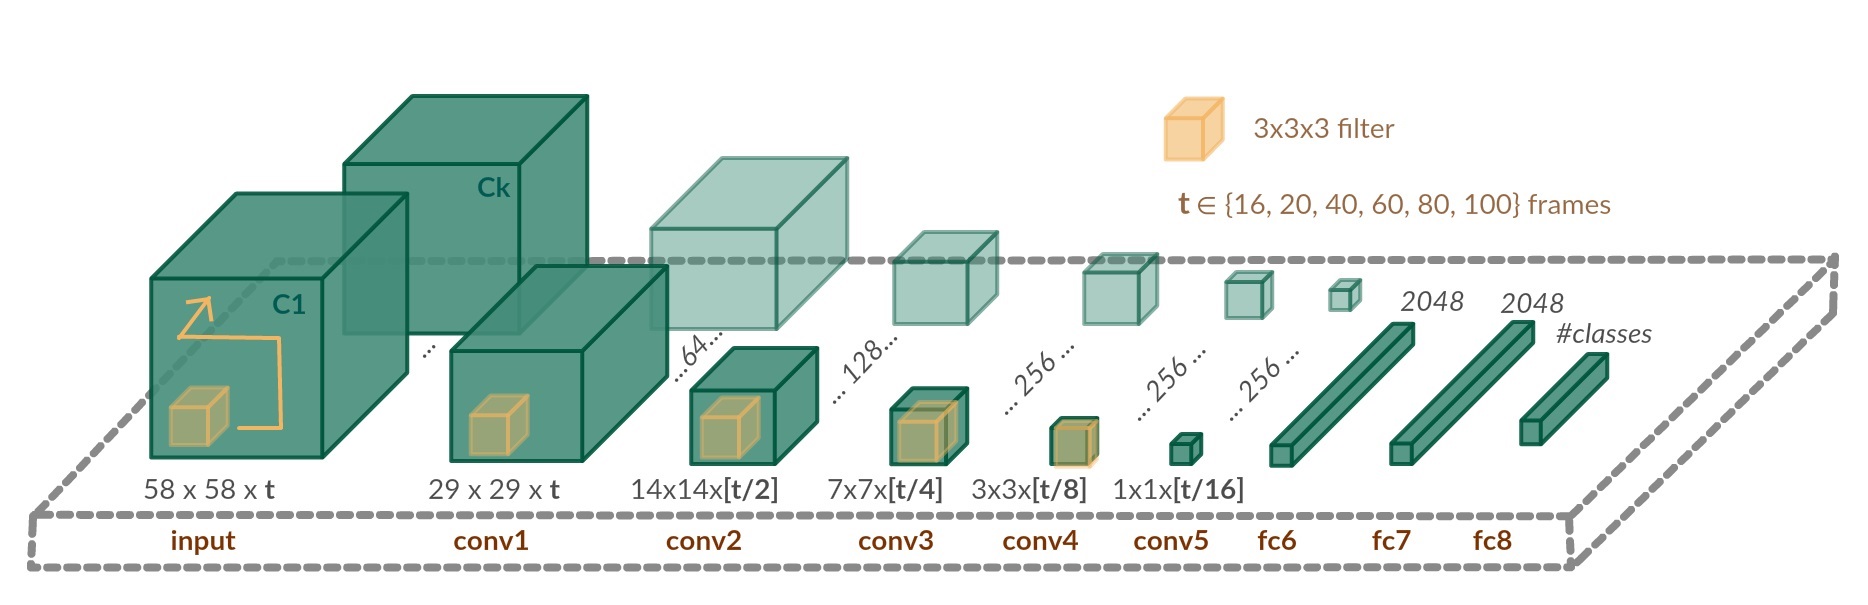 3x3x3 filter
t ∈ {16, 20, 40, 60, 80, 100} frames
Ck
C1
...
...64...
... 128...
... 256 ...
... 256 ...
... 256 ...
2048
2048
#classes
58 x 58 x t
29 x 29 x t
14x14x[t/2]
7x7x[t/4]
3x3x[t/8]
1x1x[t/16]
input
conv1
conv2
conv3
conv4
conv5
fc6
fc7
fc8